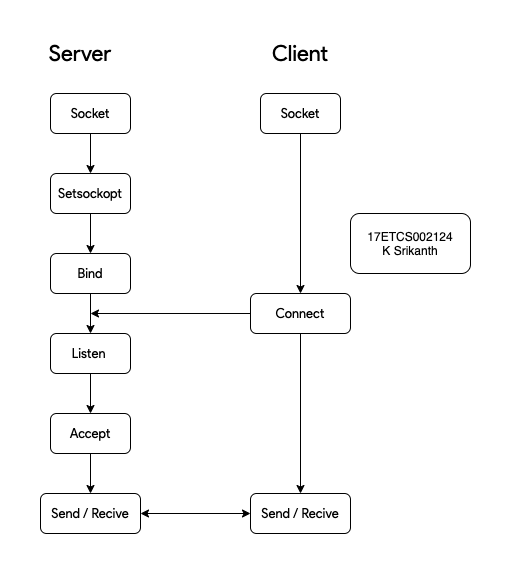 Server
Client
Socket
Socket
Setsockopt
17ETCS002124
K Srikanth
Bind
Connect
Listen
Accept
Send / Recive
Send / Recive